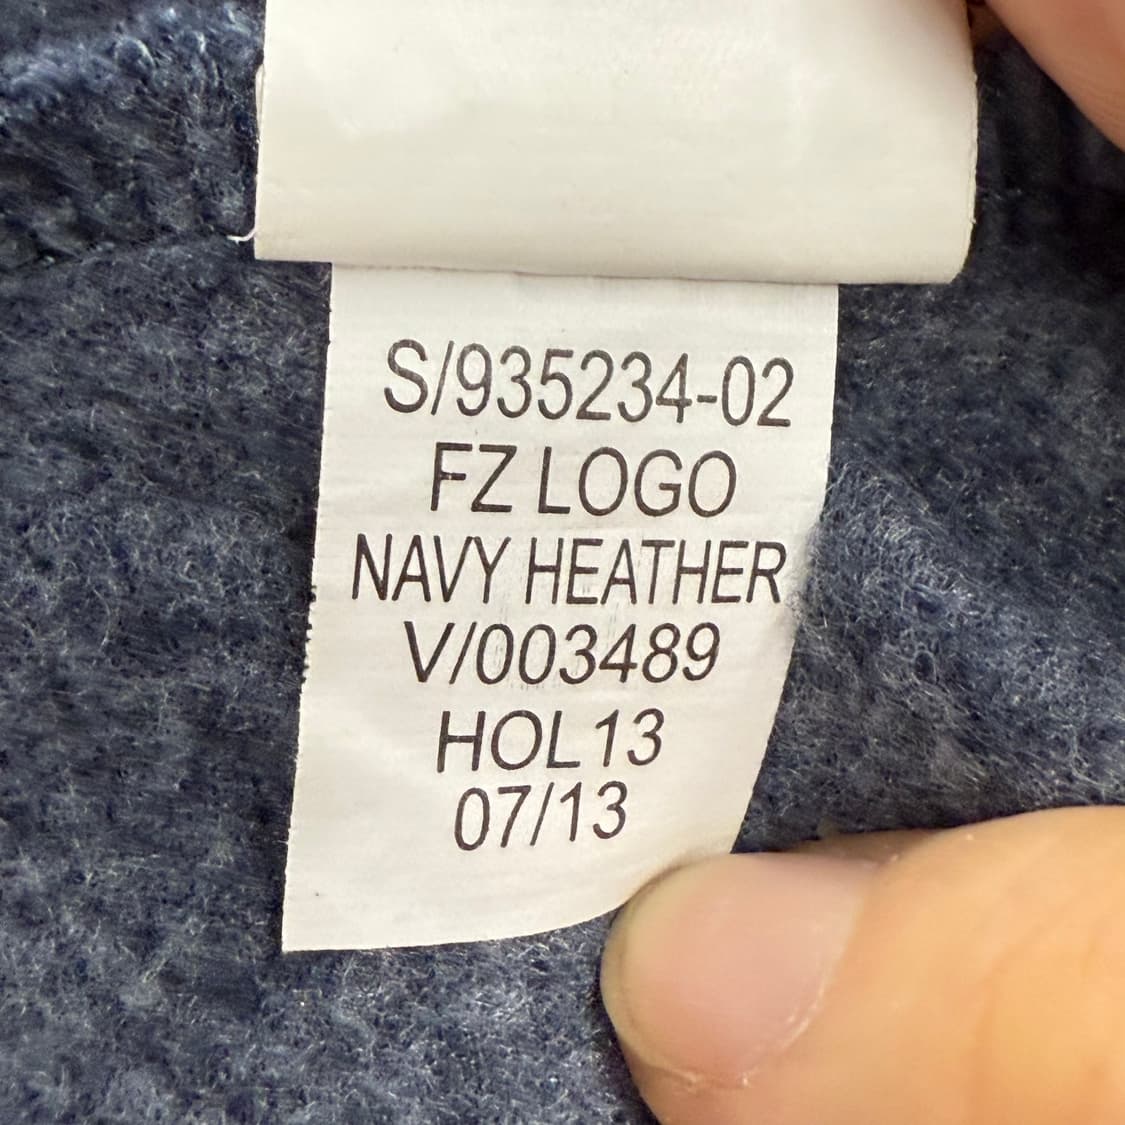 S/935234-02
FZ LOGO
NAVY HEATHER
V/003489
HOL13
07/13